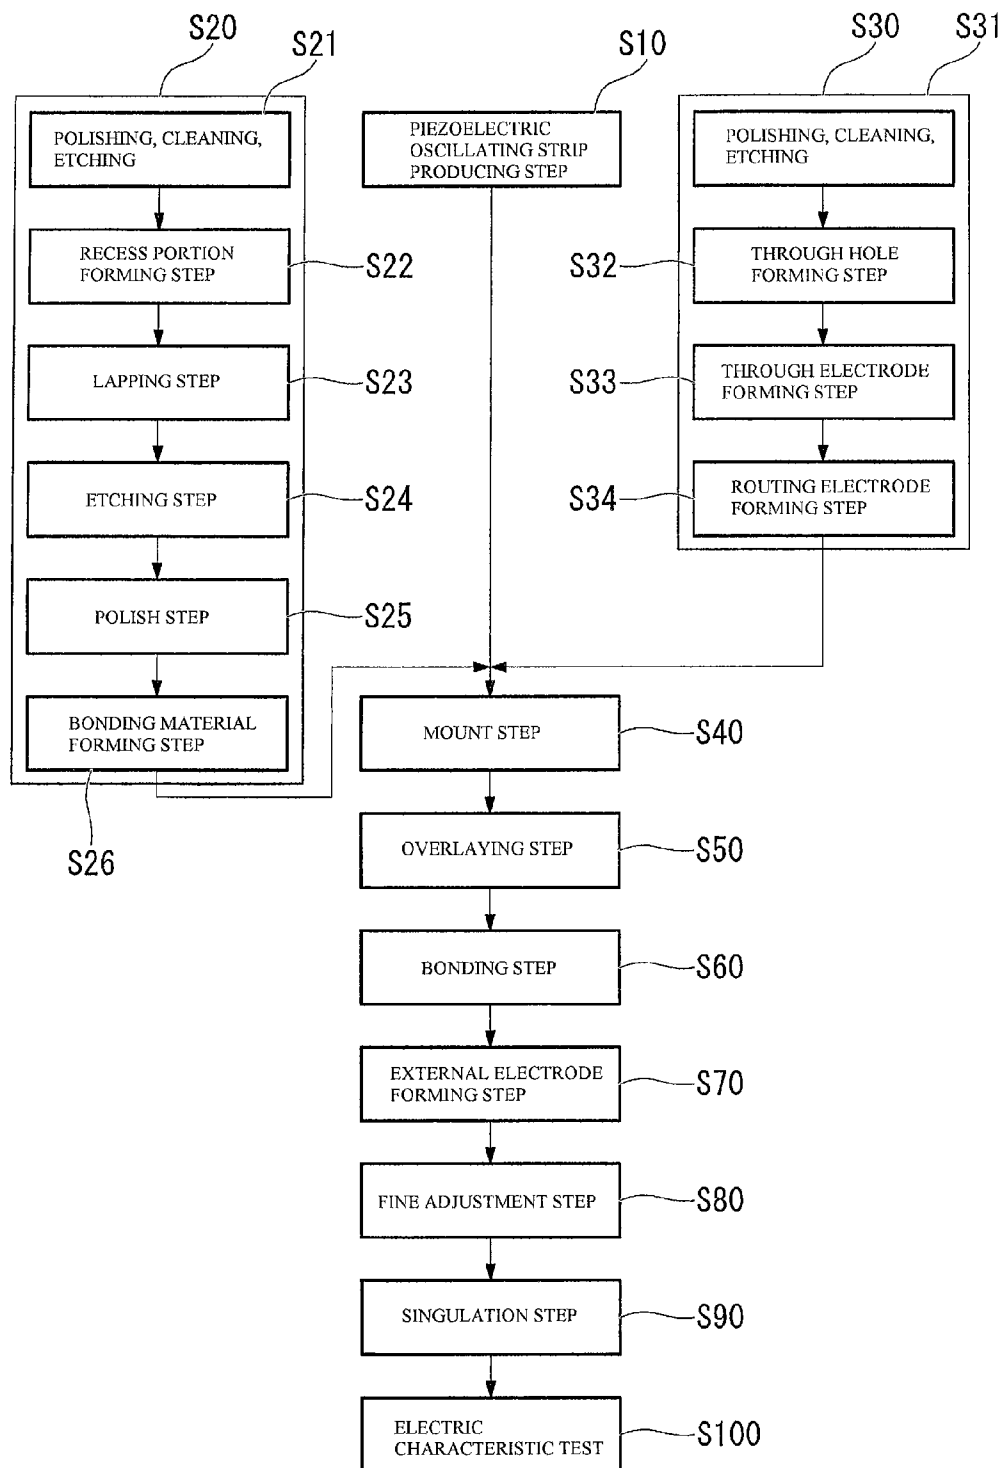 S20
S21
POLISHING, CLEANING,
ETCHING
RECESS PORTION
FORMING STEP
S22
LAPPING STEP
S23
ETCHING STEP
S24
POLISH STEP
S25
BONDING MATERIAL
FORMING STEP
S26
S10
PIEZOELECTRIC
OSCILLATING STRIP
PRODUCING STEP
S30
S31
POLISHING, CLEANING,
ETCHING
S32
THROUGH HOLE
FORMING STEP
S33
THROUGH ELECTRODE
FORMING STEP
S34
ROUTING ELECTRODE
FORMING STEP
MOUNT STEP
S40
OVERLAYING STEP
S50
BONDING STEP
S60
EXTERNAL ELECTRODE
FORMING STEP
S70
FINE ADJUSTMENT STEP
S80
SINGULATION STEP
S90
ELECTRIC
CHARACTERISTIC TEST
S100